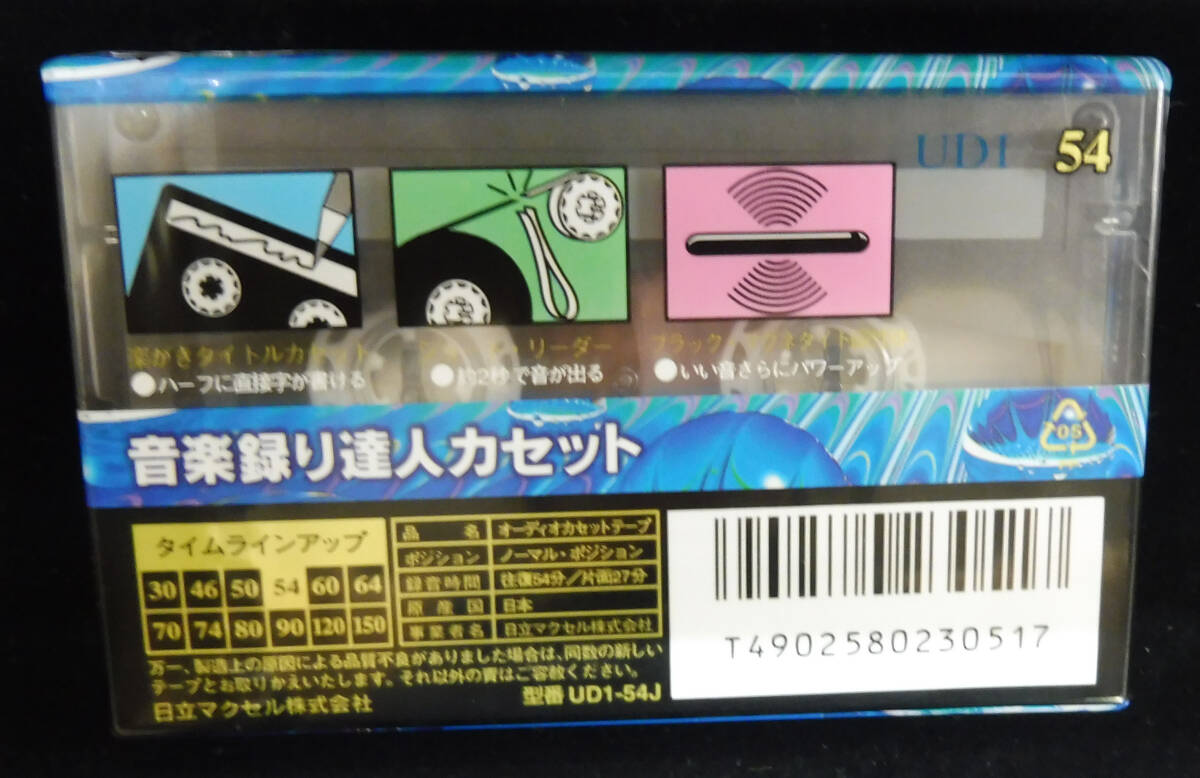 UD1 54
楽がきタイトルカセット
リーダー
ブラック
●ハーフに直接字が書ける
●約2秒で音が出る
●いい音さらにパワーアップ
音楽録り達人カセット
05
タイムラインアップ
30 46 50 54 60 64
70 74 80 90 120 150
品名 オーディオカセットテープ
ポジション ノーマル・ポジション
録音時間 往復54分/片面27分
原産国 日本
事業者名 日立マクセル株式会社
万一、製造上の原因による品質不良がありました場合は、同数の新しい
テープとお取りかえいたします。それ以外の責はご容赦ください。
日立マクセル株式会社
型番 UD1-54J
T4902580230517